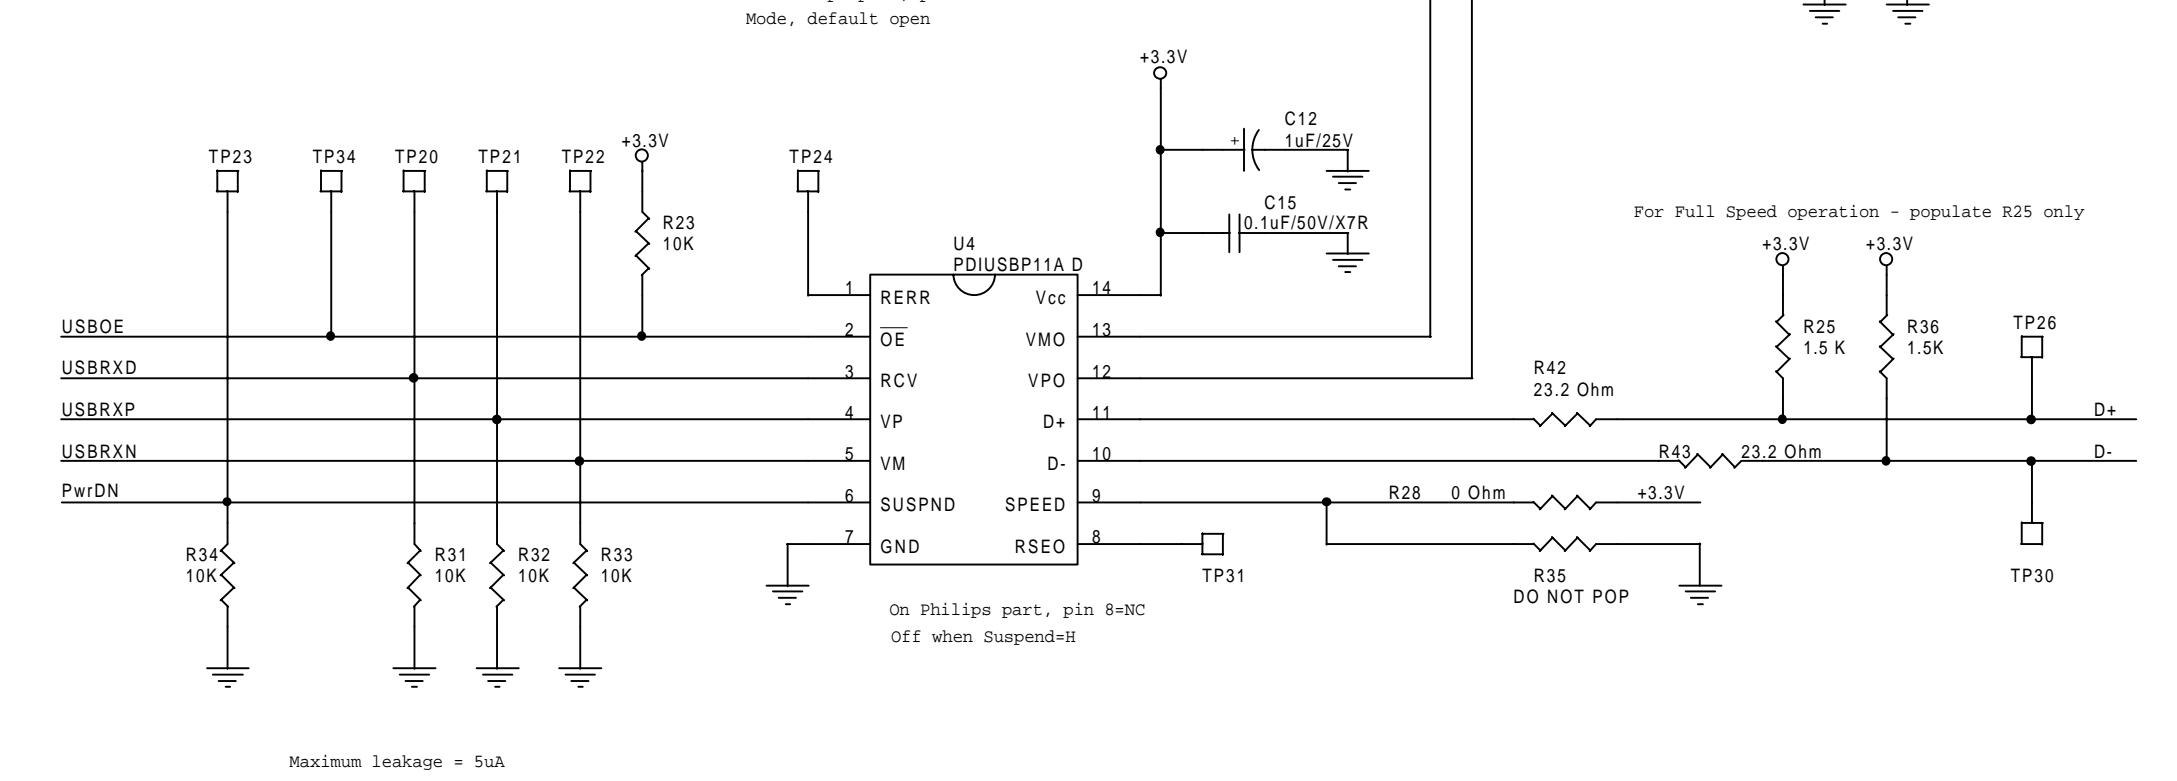 Mode, default open
+3.3V
C12
1uF/25V
+
C15
0.1uF/50V/X7R
TP23
TP34
TP20
TP21
TP22
+3.3V
TP24
R23
10K
For Full Speed operation - populate R25 only
+3.3V
+3.3V
U4
PDIUSBP11A D
1
RERR
Vcc
14
USBOE
2
OE
VMO
13
R25
1.5 K
R36
1.5K
TP26
USBRXD
3
RCV
VPO
12
R42
23.2 Ohm
USBRXP
4
VP
D+
11
D+
USBRXN
5
VM
D-
10
R43
23.2 Ohm
D-
PwrDN
6
SUSPND
SPEED
9
R28
0 Ohm
+3.3V
7
GND
RSEO
8
R34
10K
R31
10K
R32
10K
R33
10K
TP31
R35
DO NOT POP
TP30
On Philips part, pin 8=NC
Off when Suspend=H
Maximum leakage = 5uA